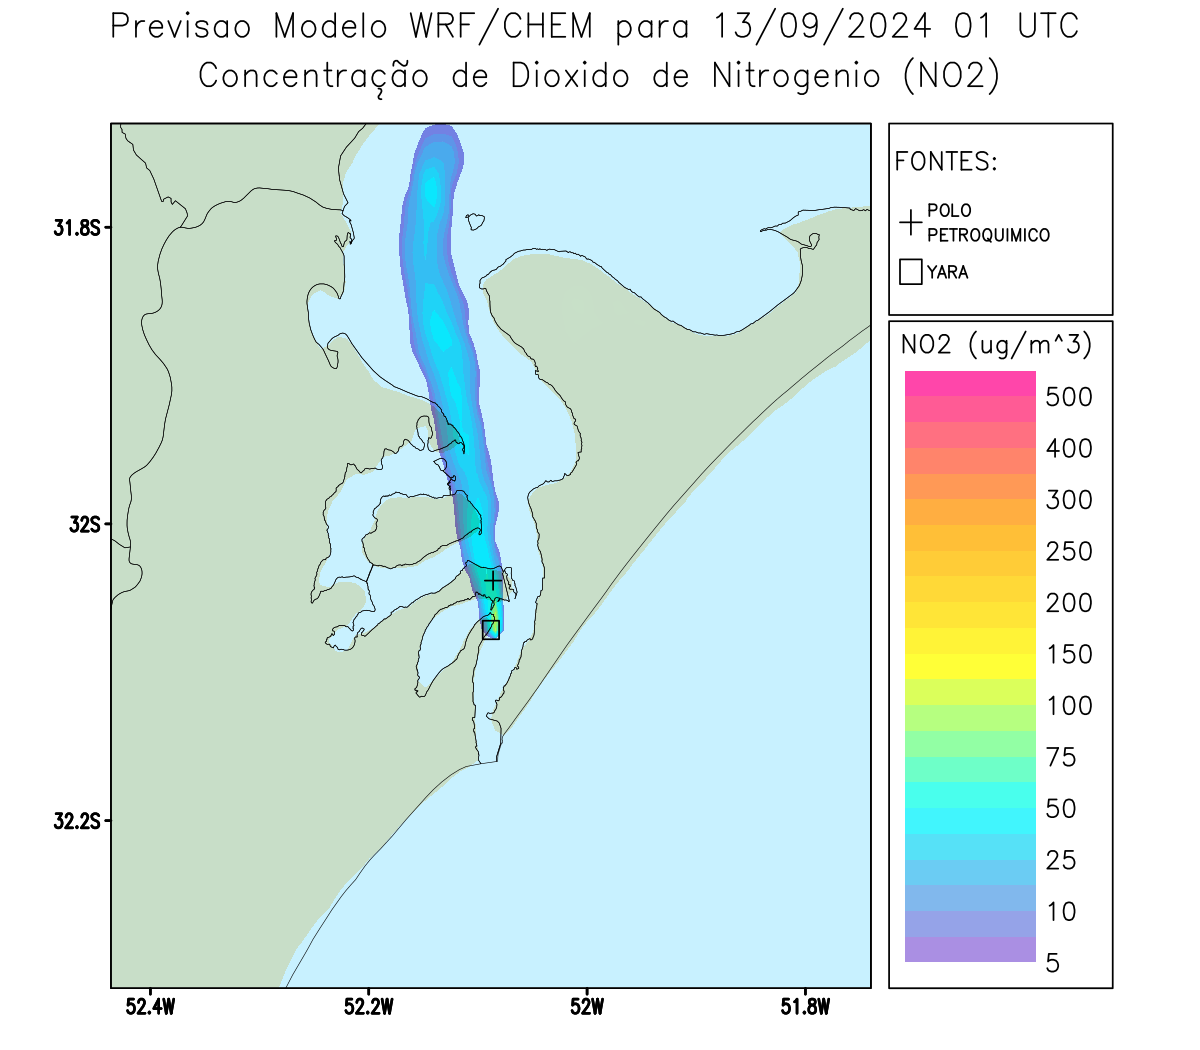 Previsao Modelo WRF/CHEM para 13/09/2024 01 UTC
Concentração de Dioxido de Nitrogenio (NO2)
FONTES:
POLO
PETROQUIMICO
YARA
NO2 (ug/m^3)
500
400
300
250
200
150
100
75
50
25
10
5
31.8S
32S
32.2S
52.4W
52.2W
52W
51.8W